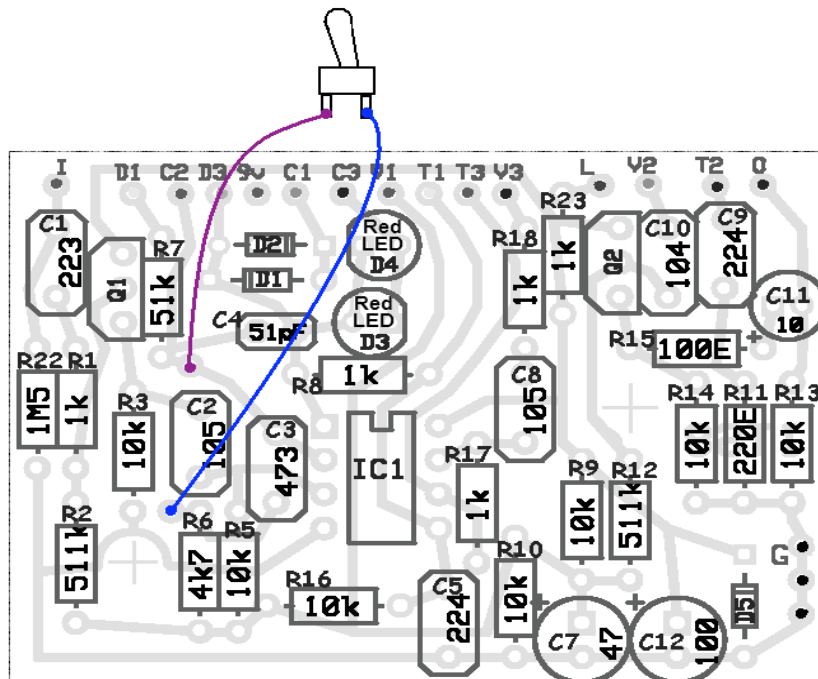 I D1 C2 D3 9v C1 C3 V1 T1 T3 V3 L V2 T2 O
C1 223
Q1
R7 51k
D2
D1
Red LED D4
C4 51pF
Red LED D3
R8 1k
R18 1k
R23 1k
Q2
C10 104
C9 224
C11 10
+
R15 100E
R22 1M5
R1 1k
R3 10k
C2 105
C3 473
IC1
R17 1k
C8 105
R14 10k
R11 220E
R13 10k
R9 10k
R12 511k
R2 511k
R6 4k7
R5 10k
R16 10k
C5 224
R10 10k
+ C7 47
+ C12 100
D5
G